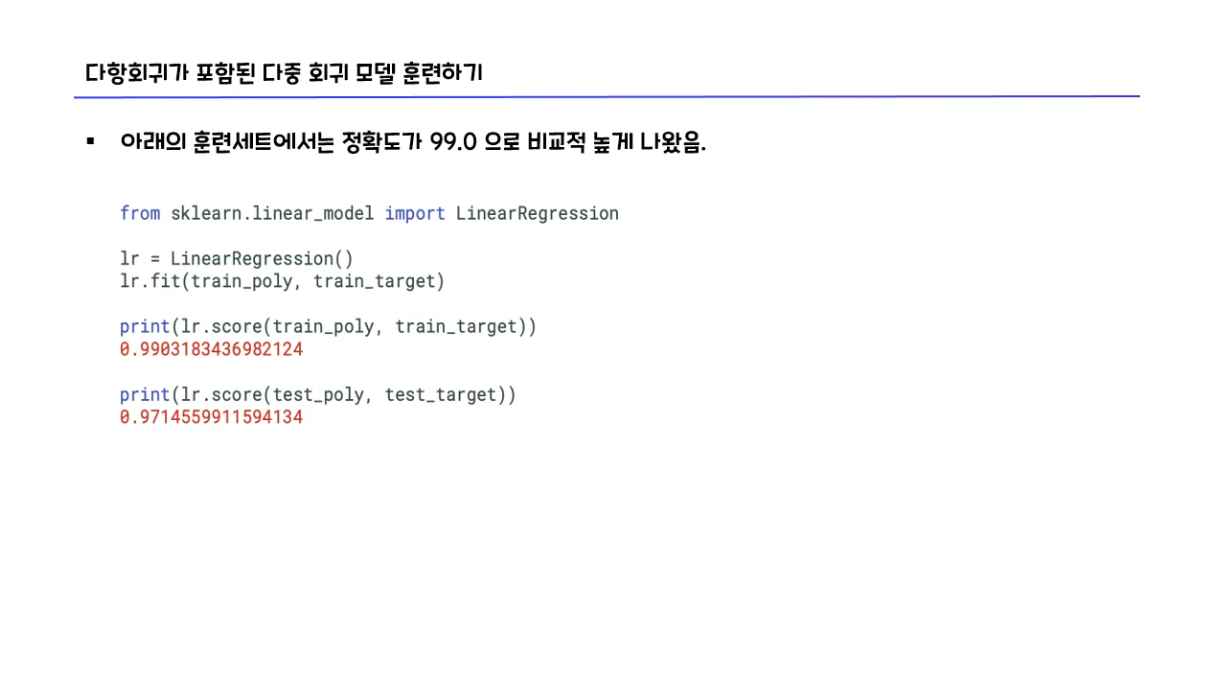 다항회귀가 포함된 다중 회귀 모델 훈련하기
▪ 아래의 훈련세트에서는 정확도가 99.0 으로 비교적 높게 나왔음.
from sklearn.linear_model import LinearRegression
lr = LinearRegression()
lr.fit(train_poly, train_target)
print(lr.score(train_poly, train_target))
0.9903183436982124
print(lr.score(test_poly, test_target))
0.9714559911594134